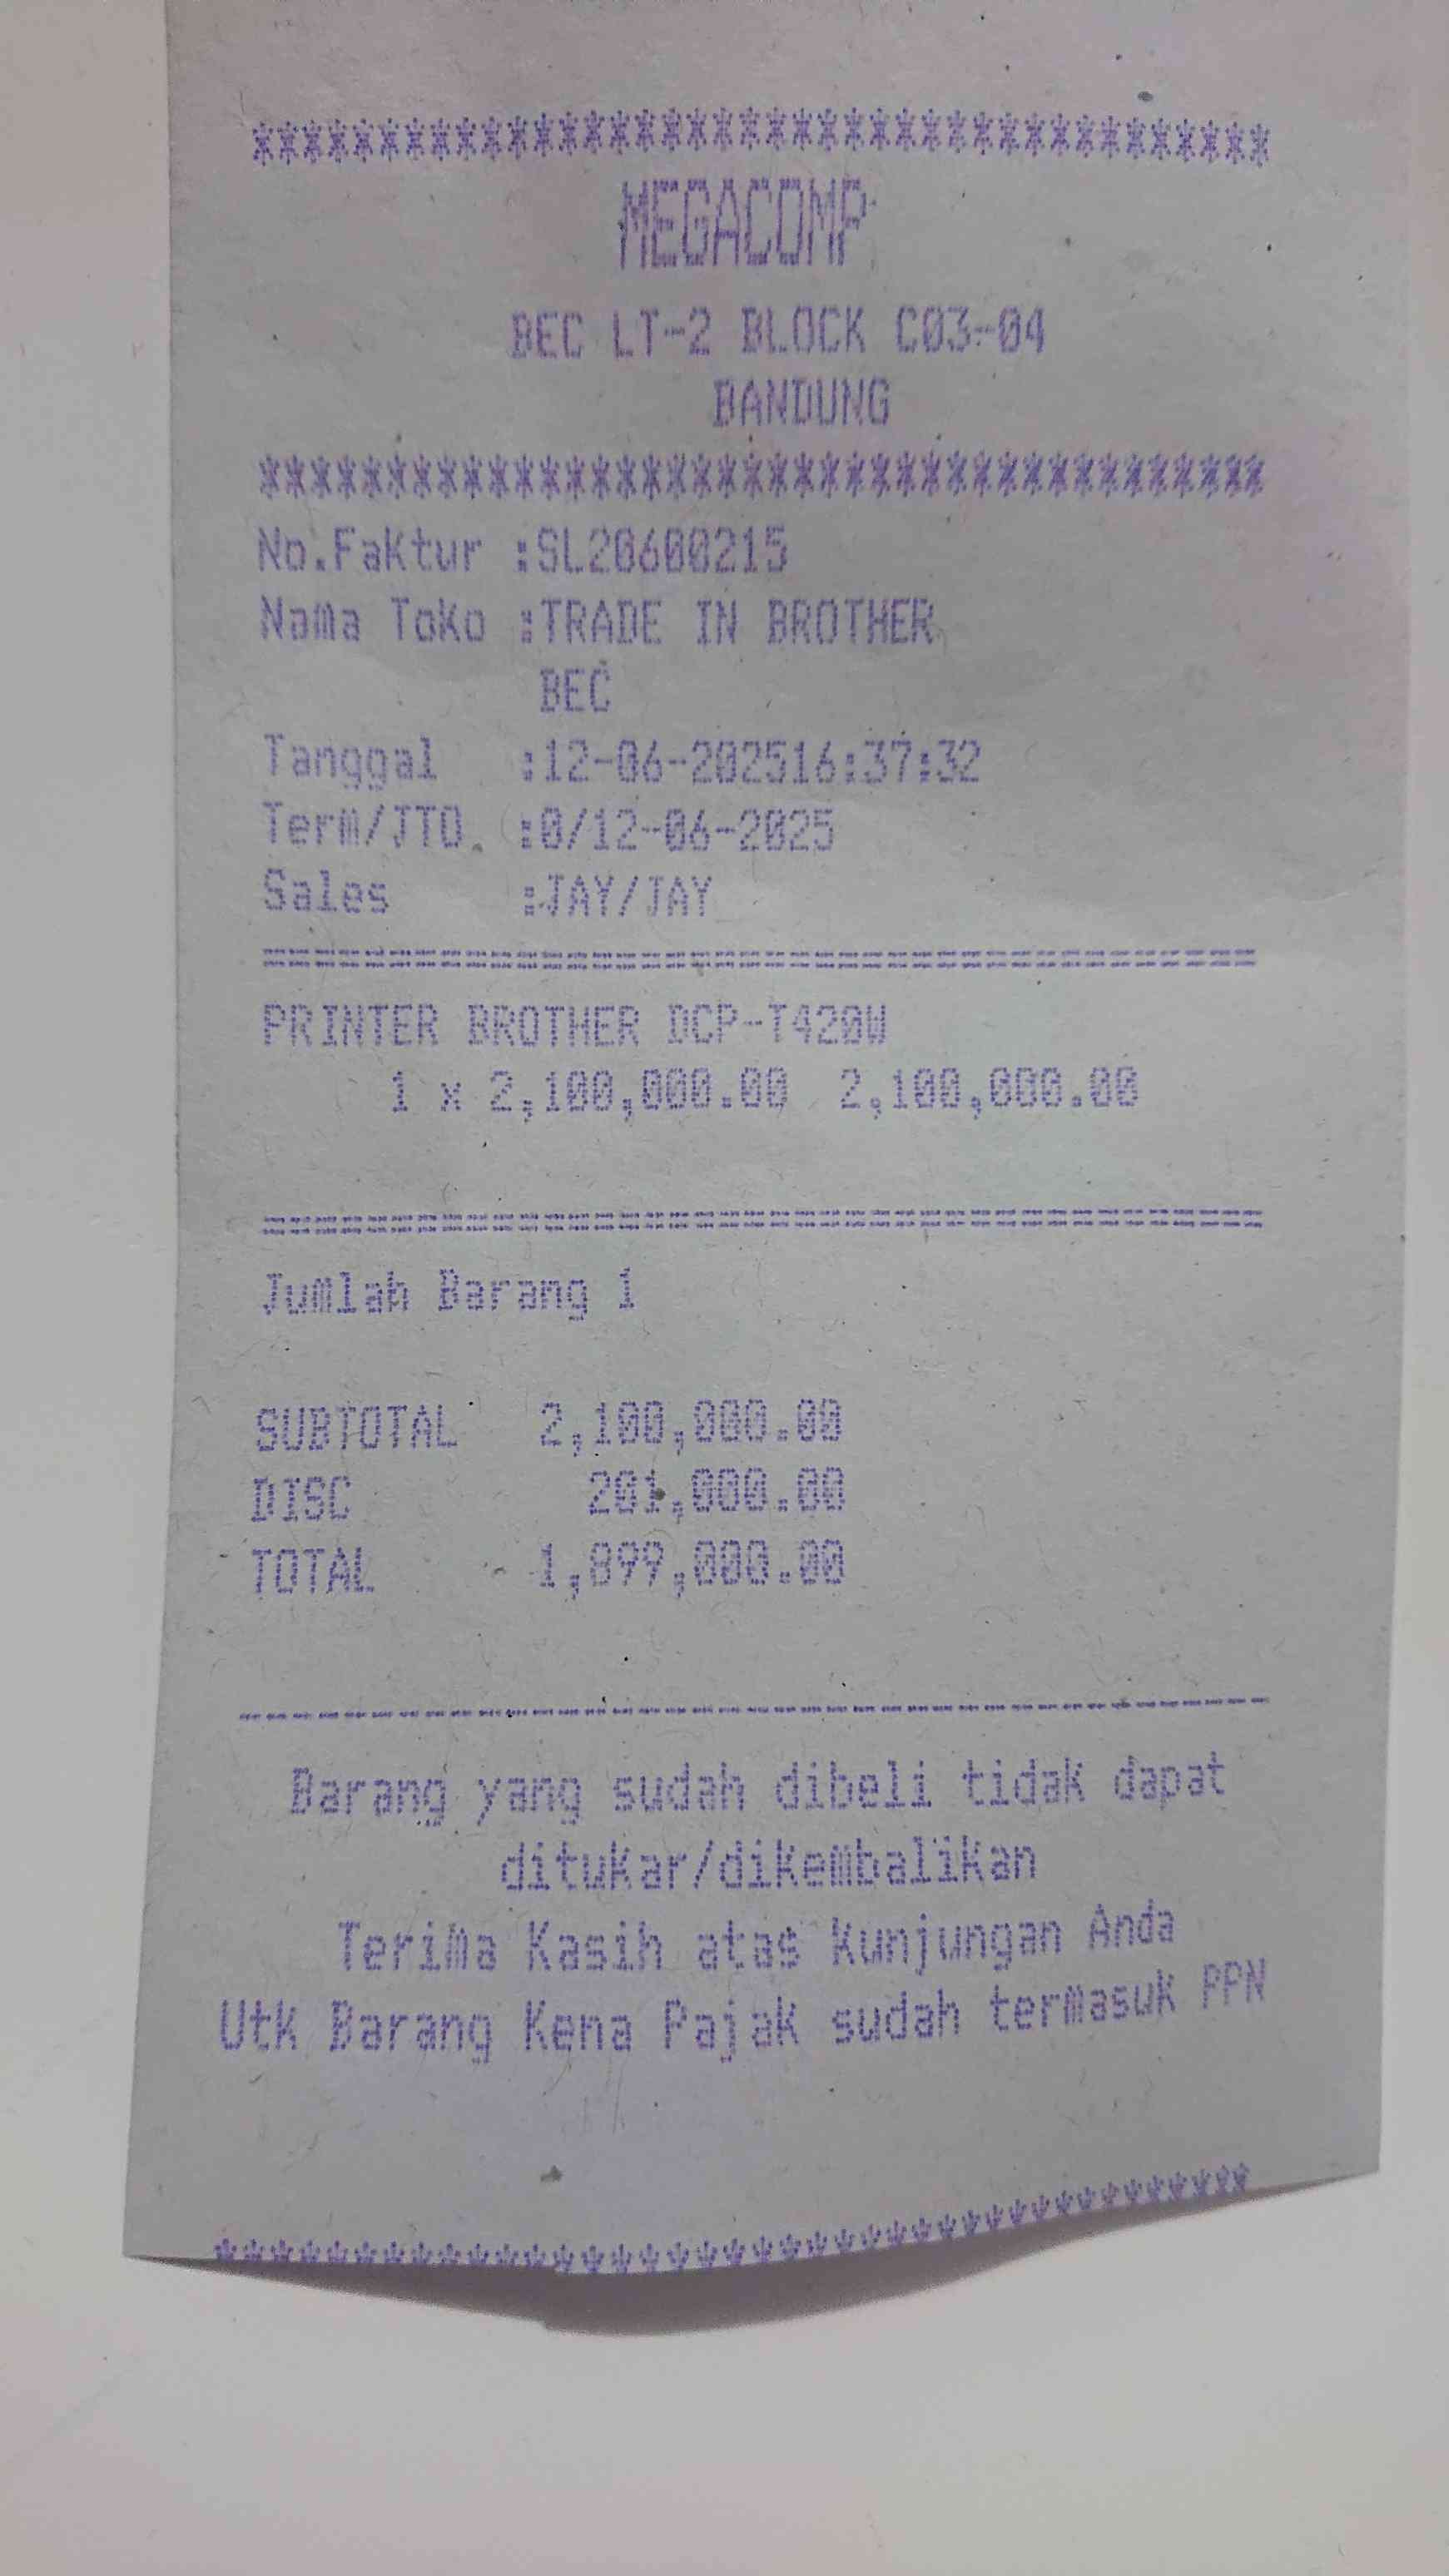 ****************************************
MEGACOMP
BEC LT-2 BLOCK C03-04
BANDUNG
****************************************
No.Faktur :SL20600215
Nama Toko :TRADE IN BROTHER
BEC
Tanggal :12-06-202516:37:32
Term/JTO :0/12-06-2025
Sales :JAY/JAY
========================================
PRINTER BROTHER DCP-T420W
1 x 2,100,000.00 2,100,000.00
========================================
Jumlah Barang 1
SUBTOTAL 2,100,000.00
DISC 201,000.00
TOTAL 1,899,000.00
----------------------------------------
Barang yang sudah dibeli tidak dapat
ditukar/dikembalikan
Terima Kasih atas Kunjungan Anda
Utk Barang Kena Pajak sudah termasuk PPN
****************************************